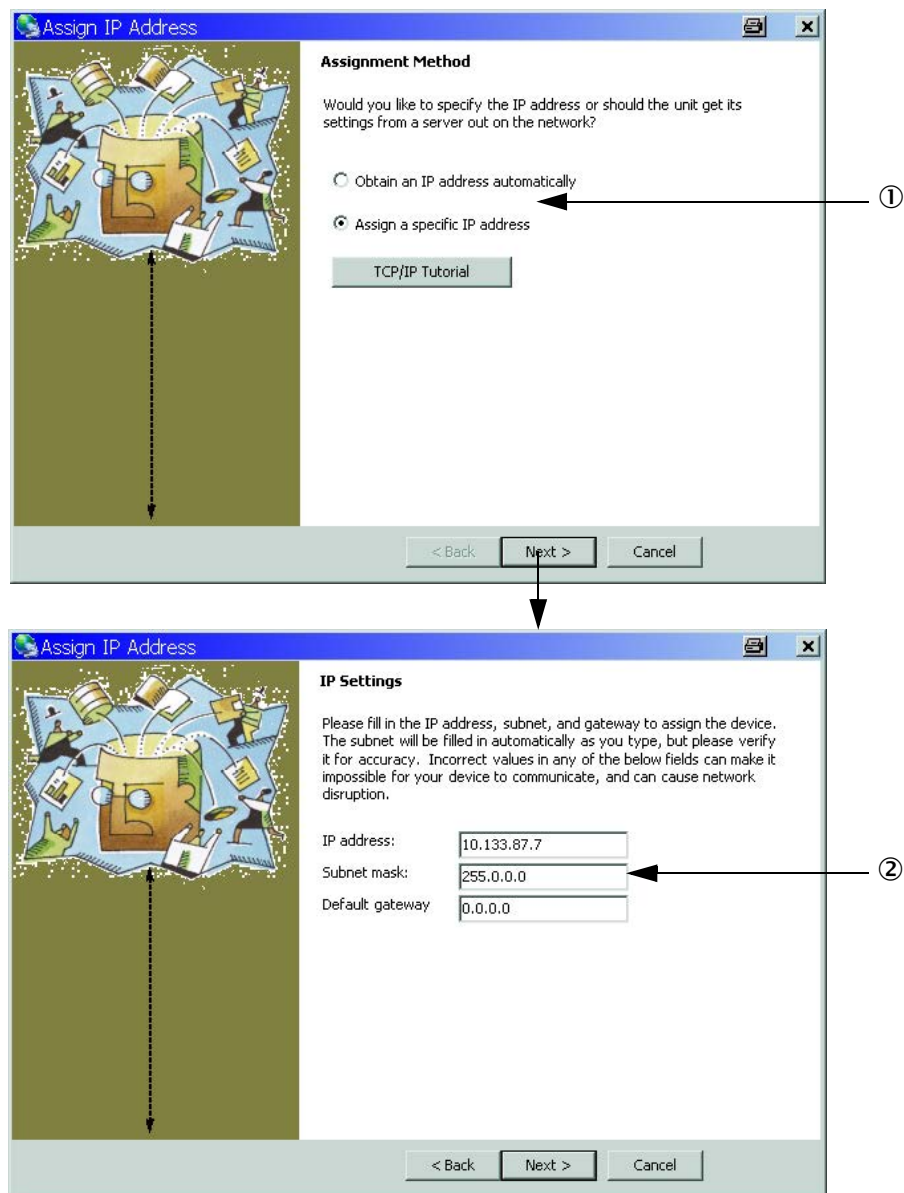 Assign IP Address
Assignment Method
Would you like to specify the IP address or should the unit get its
settings from a server out on the network?
Obtain an IP address automatically
①
Assign a specific IP address
TCP/IP Tutorial
< Back
Next >
Cancel
Assign IP Address
IP Settings
Please fill in the IP address, subnet, and gateway to assign the device.
The subnet will be filled in automatically as you type, but please verify
it for accuracy. Incorrect values in any of the below fields can make it
impossible for your device to communicate, and can cause network
disruption.
IP address: 10.133.87.7
Subnet mask: 255.0.0.0
②
Default gateway 0.0.0.0
< Back
Next >
Cancel